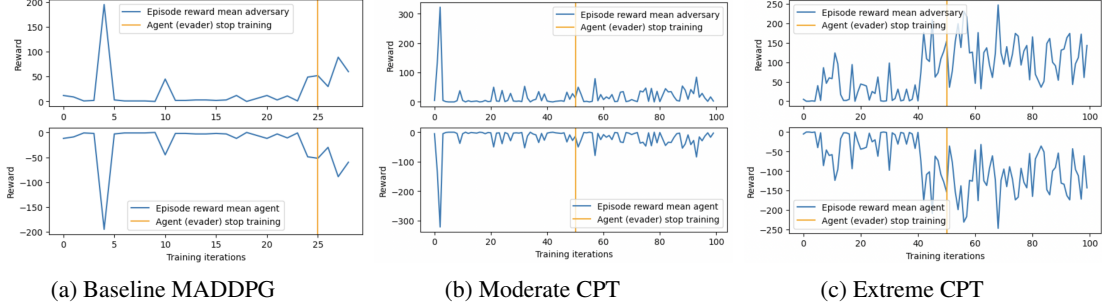 200
150
100
50
0
Reward
Episode reward mean adversary
Agent (evader) stop training
0
−50
−100
−150
−200
Reward
Episode reward mean agent
Agent (evader) stop training
0 5 10 15 20 25
Training iterations
(a) Baseline MADDPG
300
200
100
0
Reward
Episode reward mean adversary
Agent (evader) stop training
0
−100
−200
−300
Reward
Episode reward mean agent
Agent (evader) stop training
0 20 40 60 80 100
Training iterations
(b) Moderate CPT
250
200
150
100
50
0
Reward
Episode reward mean adversary
Agent (evader) stop training
0
−50
−100
−150
−200
−250
Reward
Episode reward mean agent
Agent (evader) stop training
0 20 40 60 80 100
Training iterations
(c) Extreme CPT